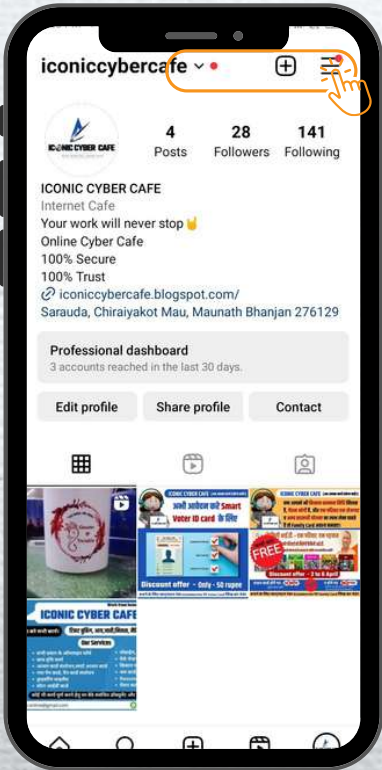 iconiccybercafe
ICONIC CYBER CAFE
4
Posts
28
Followers
141
Following
ICONIC CYBER CAFE
Internet Cafe
Your work will never stop 🤘
Online Cyber Cafe
100% Secure
100% Trust
iconiccybercafe.blogspot.com/
Sarauda, Chiraiyakot Mau, Maunath Bhanjan 276129
Professional dashboard
3 accounts reached in the last 30 days.
Edit profile
Share profile
Contact
ICONIC CYBER CAFE
अभी आवेदन करें Smart
Voter ID card के लिए
Discount offer - Only - 50 rupee
ICONIC CYBER CAFE
FREE
Discount offer - 2 to 8 April
ICONIC CYBER CAFE
Our Services